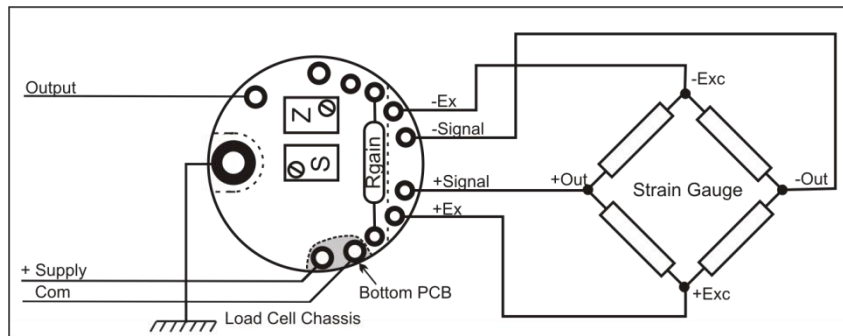 Output
Z
S
Rgain
-Ex
-Signal
+Signal
+Ex
-Exc
+Out
Strain Gauge
-Out
+Exc
+ Supply
Com
Bottom PCB
Load Cell Chassis